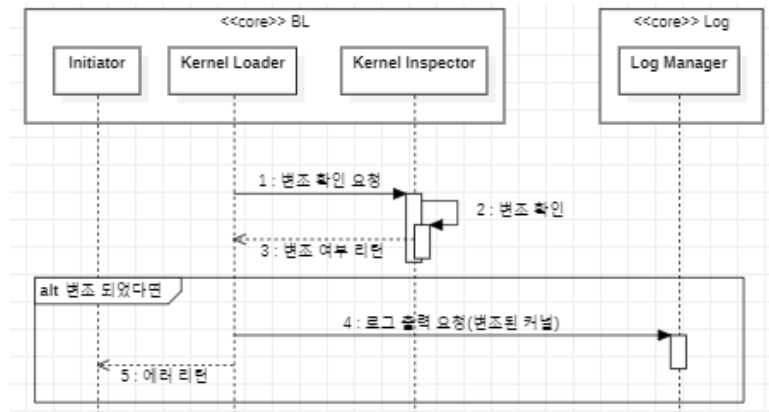 <<core>> BL
<<core>> Log
Initiator
Kernel Loader
Kernel Inspector
Log Manager
1 : 변조 확인 요청
2 : 변조 확인
3 : 변조 여부 리턴
alt 변조 되었다면
4 : 로그 출력 요청(변조된 커널)
5 : 에러 리턴